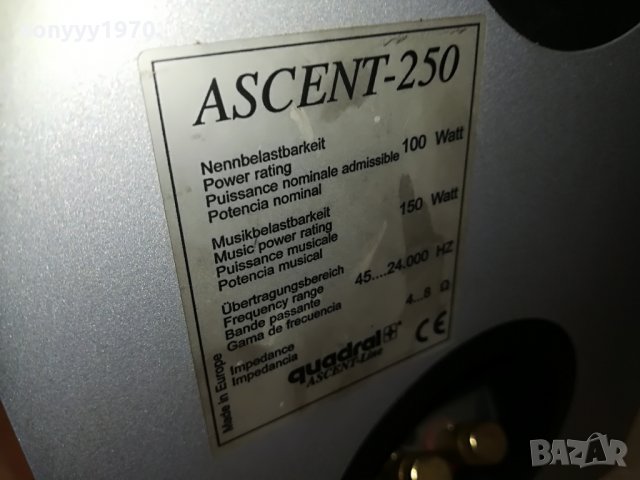 sonyyy1970
ASCENT-250
Nennbelastbarkeit
Power rating 100 Watt
Puissance nominale admissible
Potencia nominal
Musikbelastbarkeit
Music power rating 150 Watt
Puissance musicale
Potencia musical
Übertragungsbereich
Frequency range 45....24.000 HZ
Bande passante
Gama de frecuencia
Impedance 4...8 Ω
Impedancia
Made in Europe
quadral
ASCENT-Line
CE
BAZAR